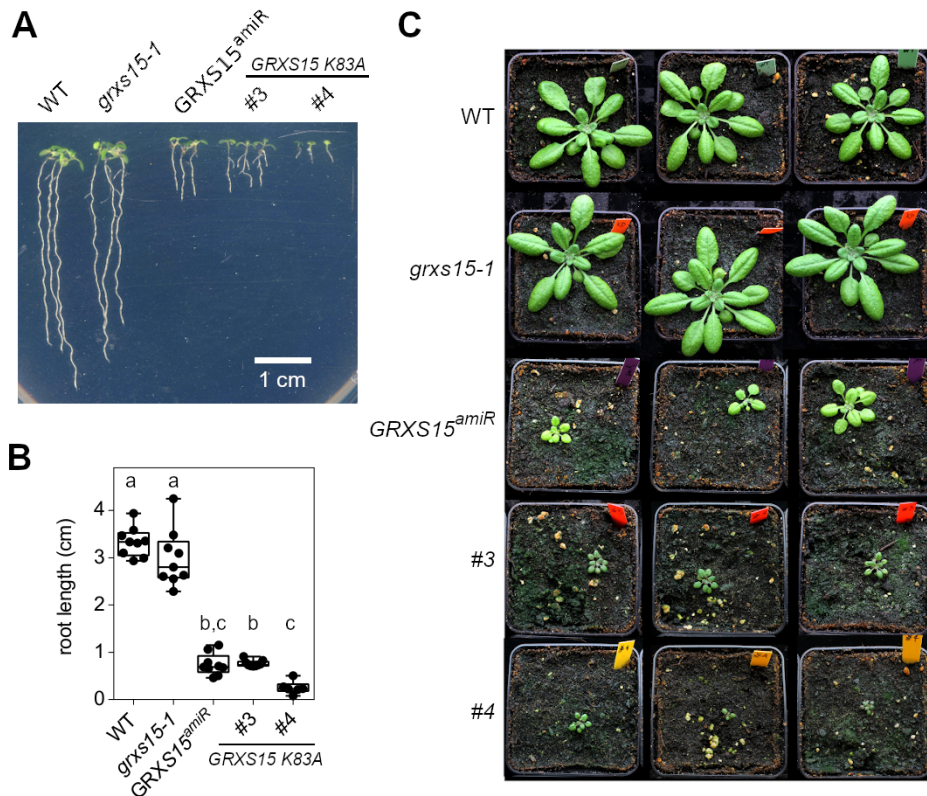 A
WT
grxs15-1
GRXS15amiR
GRXS15 K83A
#3
#4
1 cm
B
root length (cm)
4
3
2
1
0
a
a
b,c
b
c
WT
grxs15-1
GRXS15amiR
#3
#4
GRXS15 K83A
C
WT
grxs15-1
GRXS15amiR
#3
#4